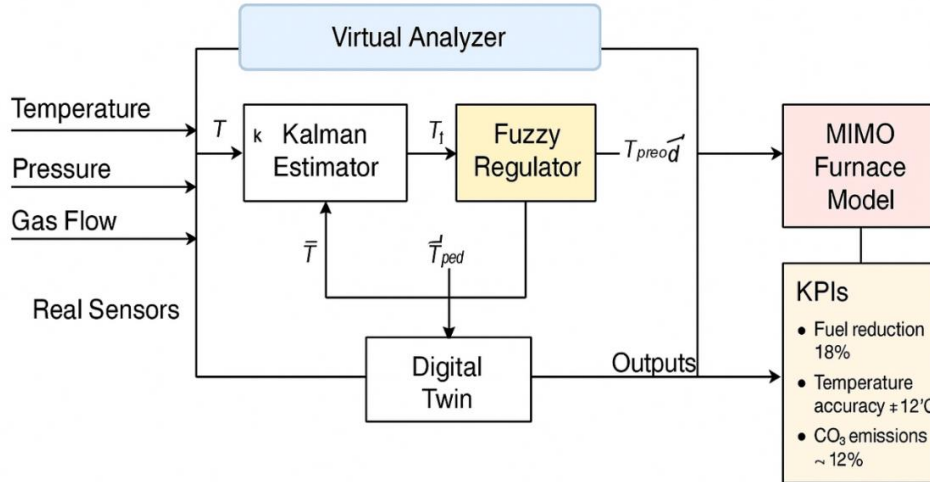 Virtual Analyzer
Temperature
Pressure
Gas Flow
Real Sensors
T
k Kalman
Estimator
T
Fuzzy
Regulator
T̅
Outputs
Digital
Twin
MIMO
Furnace
Model
KPIs
• Fuel reduction
18%
• Temperature
accuracy ∓12'C
• CO₃ emissions
~ 12%